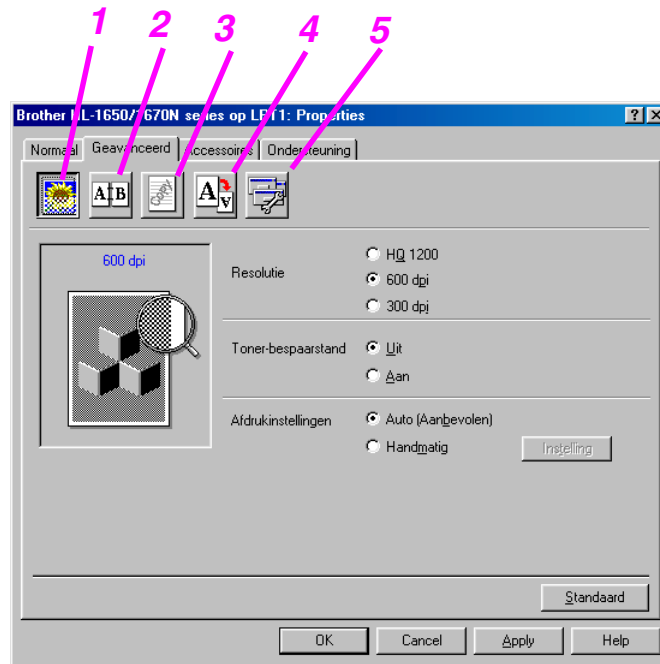 1 2 3 4 5
Brother HL-1650/1670N series op LPT1: Properties
Normaal Geavanceerd Accessoires Ondersteuning
A B Copy A A
600 dpi
Resolutie
HQ 1200
600 dpi
300 dpi
Toner-bespaarstand
Uit
Aan
Afdrukinstellingen
Auto (Aanbevolen)
Handmatig
Instelling
Standaard
OK Cancel Apply Help